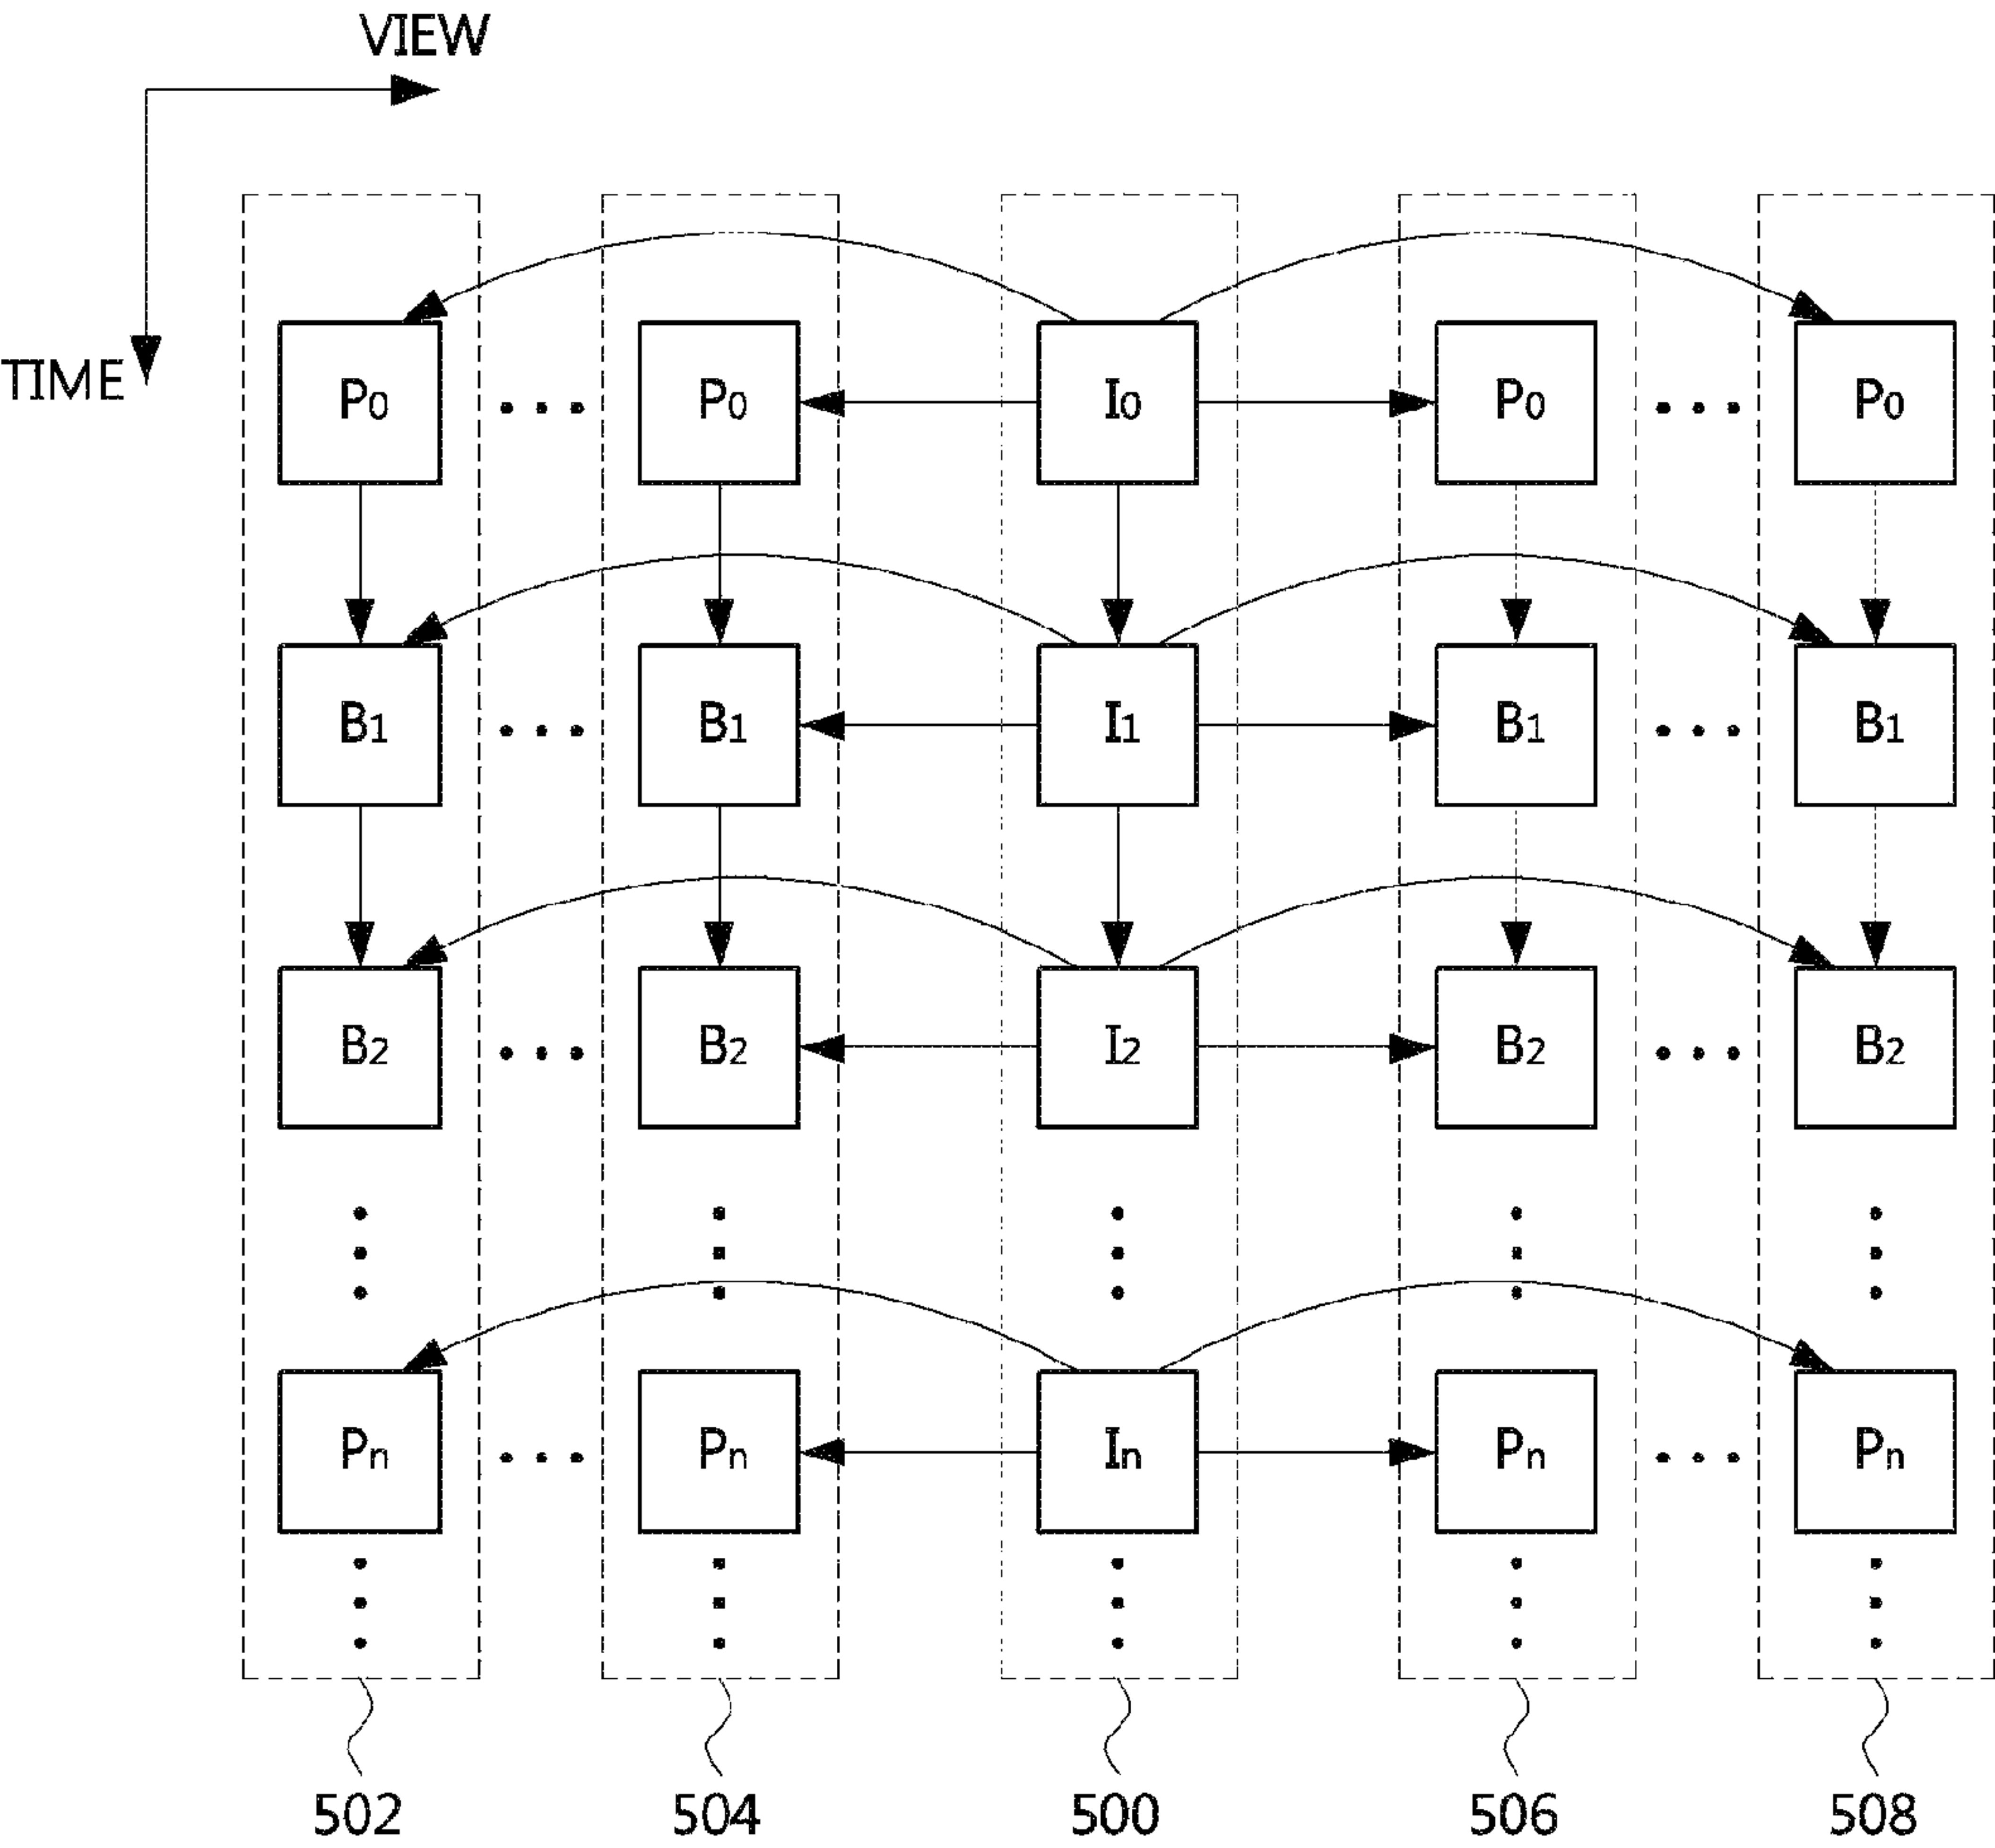 VIEW
TIME
P0 ... P0 I0 P0 ... P0
B1 ... B1 I1 B1 ... B1
B2 ... B2 I2 B2 ... B2
Pn ... Pn In Pn ... Pn
502 504 500 506 508